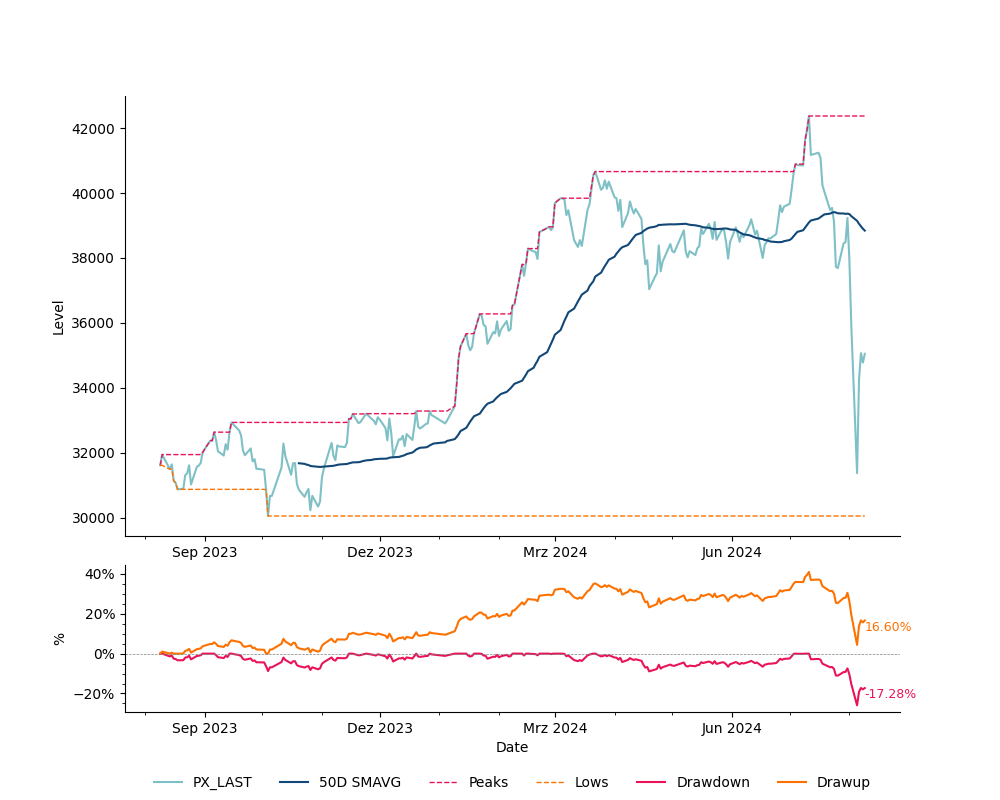 42000
40000
38000
36000
34000
32000
30000
Level
Sep 2023 Dez 2023 Mrz 2024 Jun 2024
40%
20%
0%
−20%
%
16.60%
-17.28%
Sep 2023 Dez 2023 Mrz 2024 Jun 2024
Date
PX_LAST 50D SMAVG Peaks Lows Drawdown Drawup